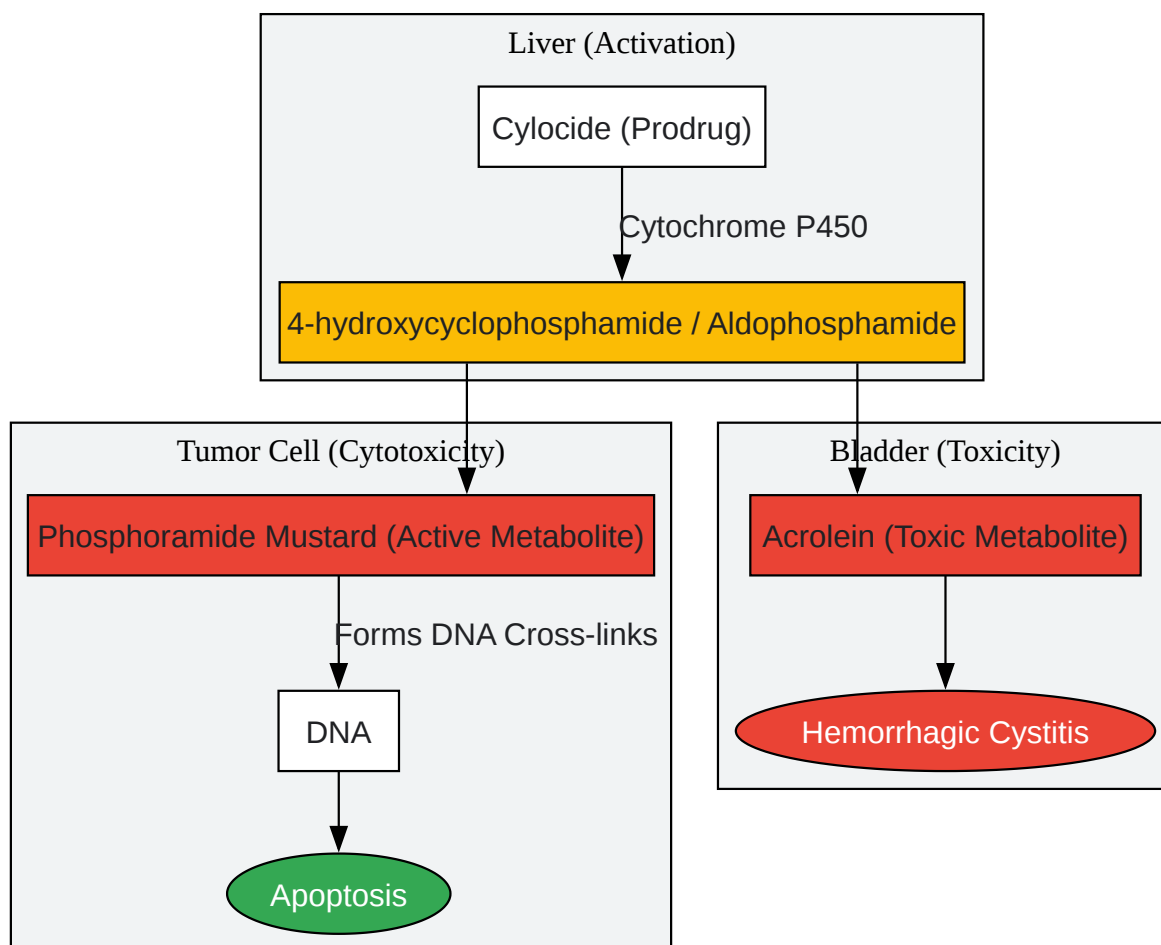 Liver (Activation)
Cylocide (Prodrug)
Cytochrome P450
4-hydroxycyclophosphamide / Aldophosphamide
Tumor Cell (Cytotoxicity)
Phosphoramide Mustard (Active Metabolite)
Forms DNA Cross-links
DNA
Apoptosis
Bladder (Toxicity)
Acrolein (Toxic Metabolite)
Hemorrhagic Cystitis